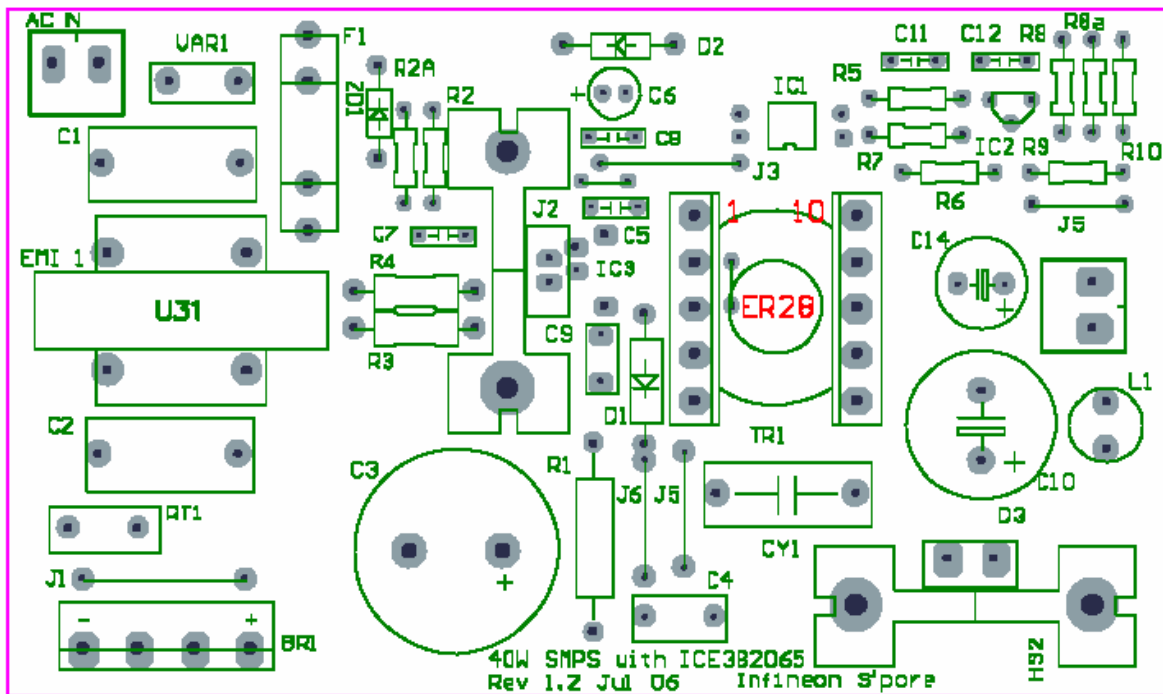 AC IN
VAR1
F1
ZD1
R2A
R2
D2
C6
C8
IC1
R5
C11
C12
R8
R8a
C1
J3
R7
IC2
R9
R10
R6
J5
J2
C5
1 10
C7
IC3
C14
EMI 1
U31
R4
R3
C9
ER28
D1
TR1
L1
C2
C3
R1
J6
J5
C10
D3
RT1
CY1
J1
C4
- +
BR1
+
HS2
40W SMPS with ICE3B2065
Rev 1.2 Jul 06 Infineon S'pore